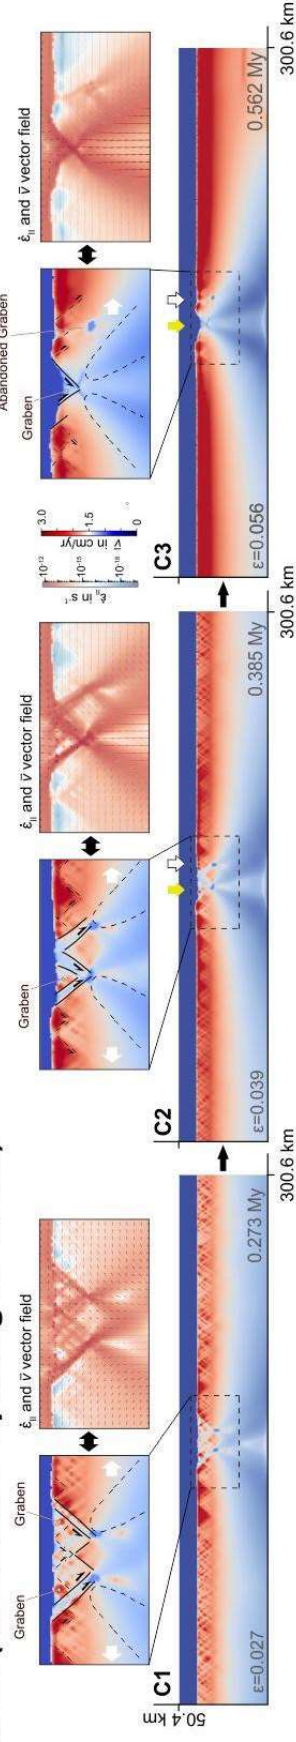 C1
Graben
Graben
ε̇II and v̄ vector field
50.4 km
ε=0.027
0.273 My
300.6 km
C2
Graben
ε̇II and v̄ vector field
ε=0.039
0.385 My
300.6 km
ε̇II in s⁻¹
10⁻¹²
10⁻¹⁵
10⁻¹⁸
3.0
1.5
0
in cm/yr
C3
Graben
Abandoned Graben
ε̇II and v̄ vector field
ε=0.056
0.562 My
300.6 km